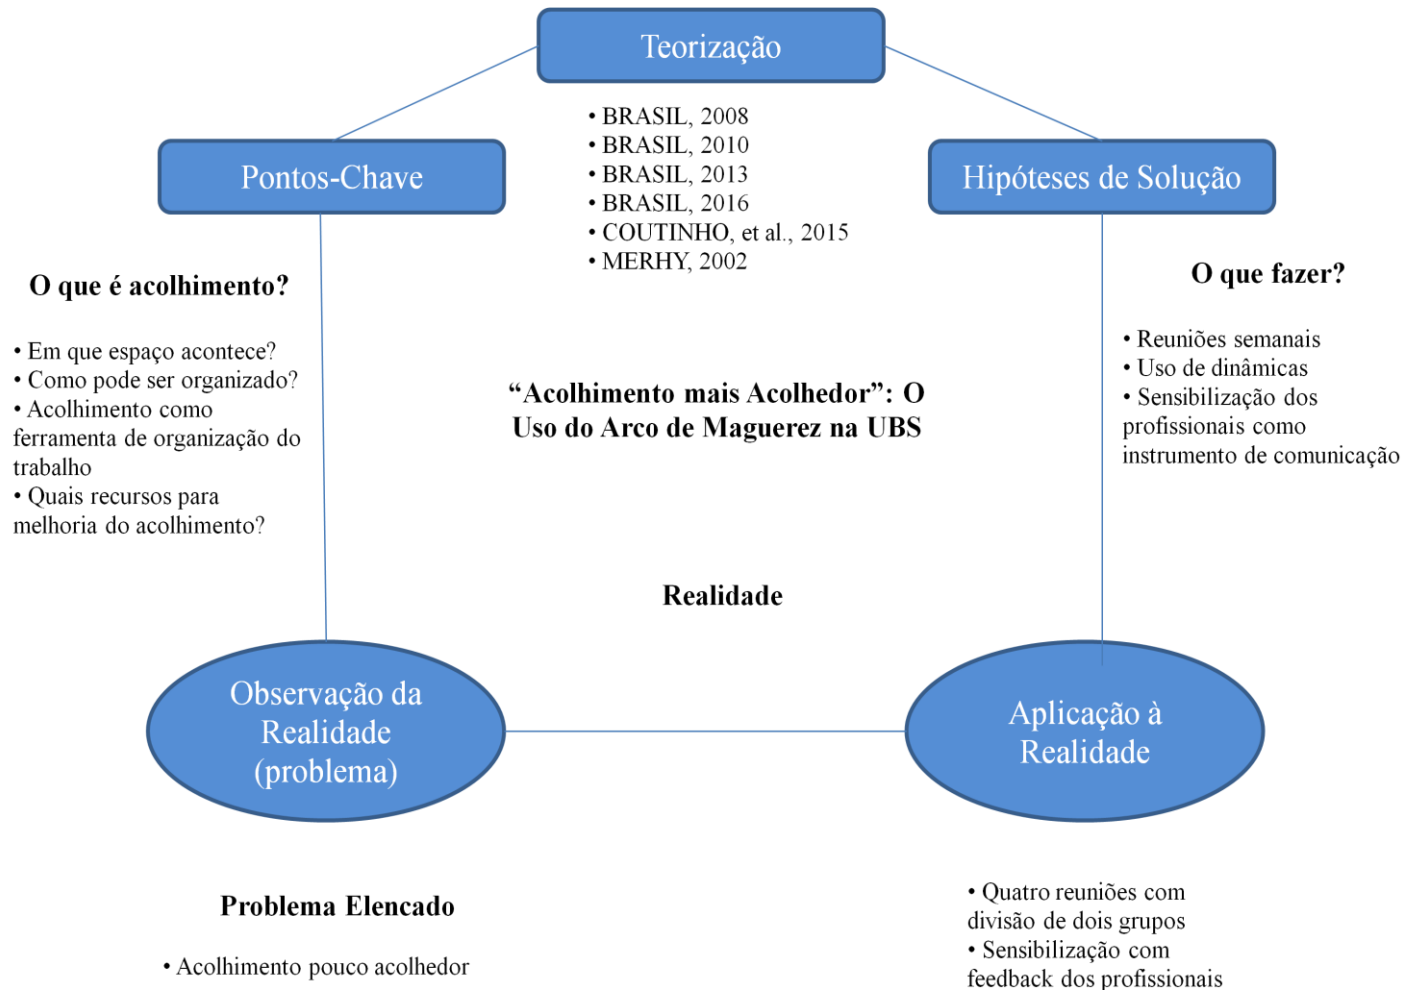 Teorização
• BRASIL, 2008
• BRASIL, 2010
• BRASIL, 2013
• BRASIL, 2016
• COUTINHO, et al., 2015
• MERHY, 2002
Pontos-Chave
Hipóteses de Solução
O que é acolhimento?
• Em que espaço acontece?
• Como pode ser organizado?
• Acolhimento como
ferramenta de organização do
trabalho
• Quais recursos para
melhoria do acolhimento?
O que fazer?
• Reuniões semanais
• Uso de dinâmicas
• Sensibilização dos
profissionais como
instrumento de comunicação
“Acolhimento mais Acolhedor”: O
Uso do Arco de Maguerez na UBS
Realidade
Observação da
Realidade
(problema)
Aplicação à
Realidade
Problema Elencado
• Acolhimento pouco acolhedor
• Quatro reuniões com
divisão de dois grupos
• Sensibilização com
feedback dos profissionais